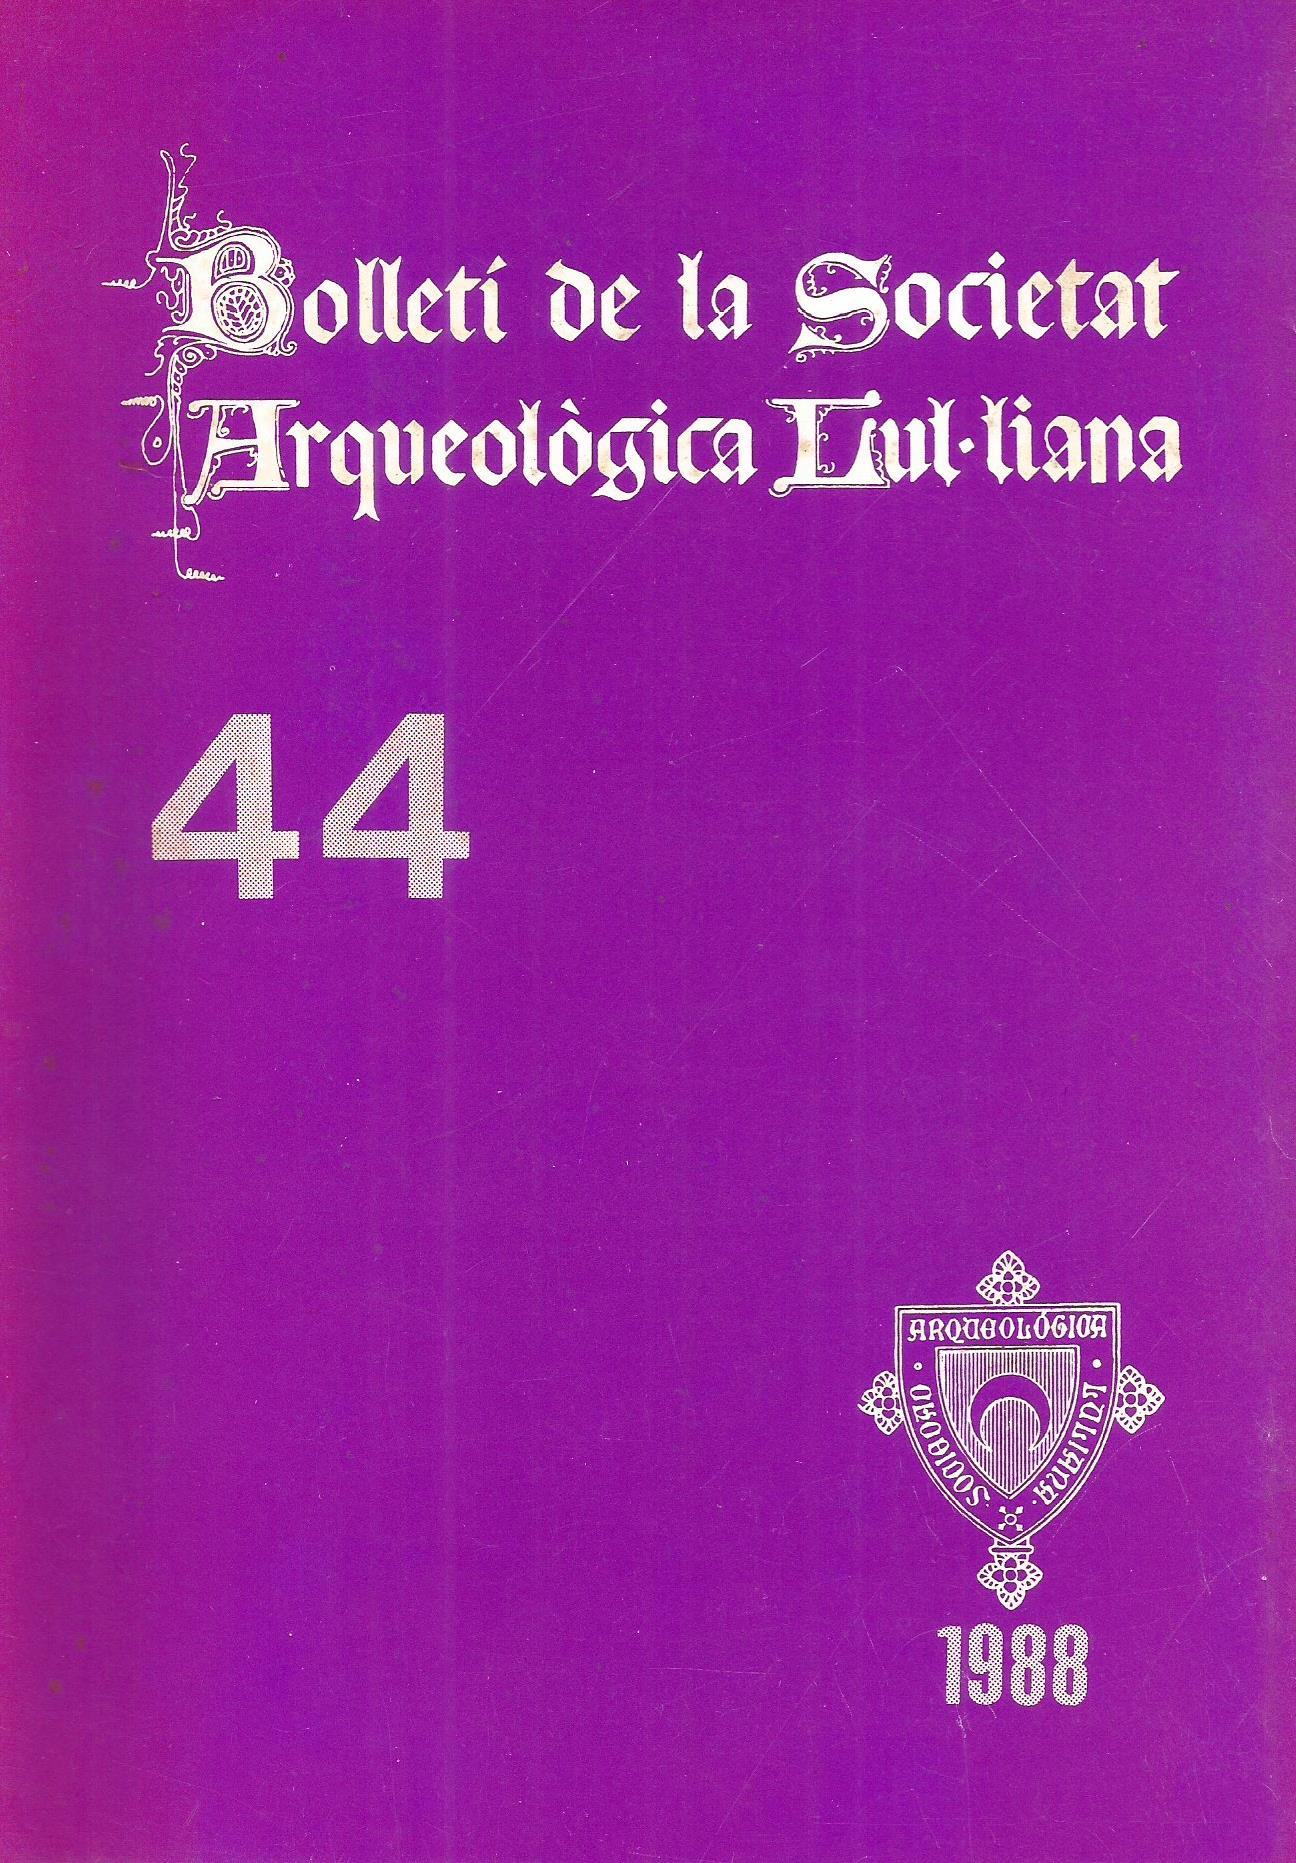 Bolletí de la Societat
Arqueològica Lul·liana
44
ARQUEOLÓGICA
LULIANA
SOCIEDAD
1988